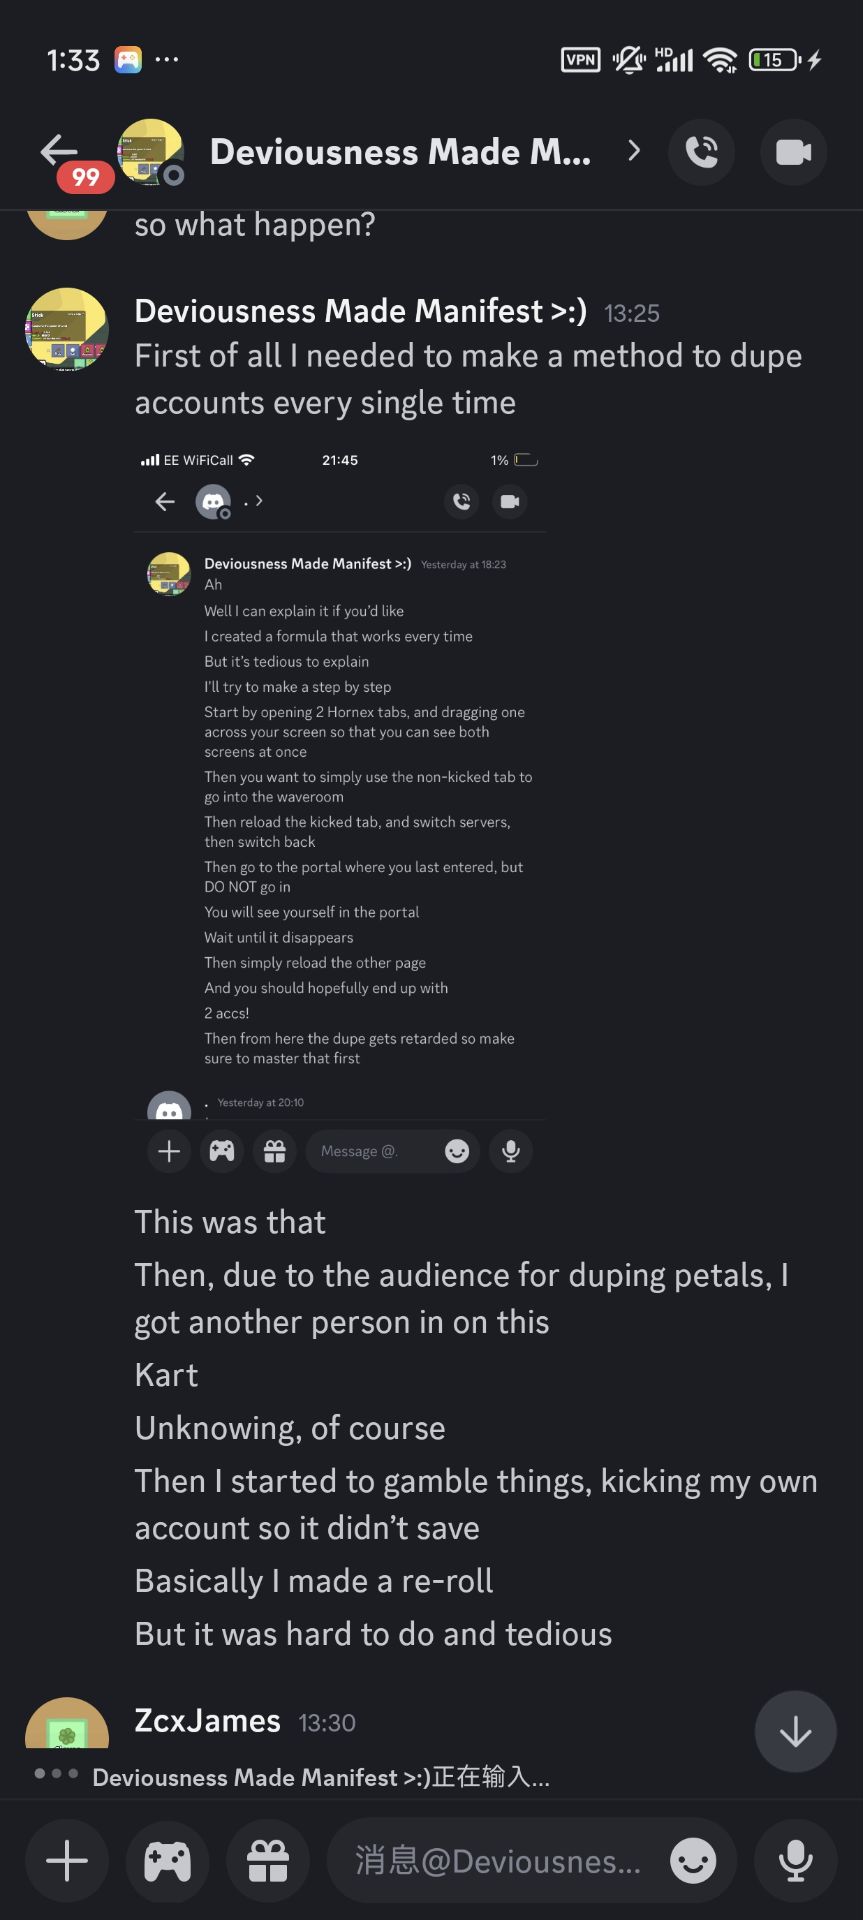 1:33
VPN
HD
15
99
Deviousness Made M...
so what happen?
Deviousness Made Manifest >:) 13:25
First of all I needed to make a method to dupe
accounts every single time
EE WiFiCall
21:45
1%
.
Deviousness Made Manifest >:) Yesterday at 18:23
Ah
Well I can explain it if you'd like
I created a formula that works every time
But it's tedious to explain
I'll try to make a step by step
Start by opening 2 Hornex tabs, and dragging one
across your screen so that you can see both
screens at once
Then you want to simply use the non-kicked tab to
go into the waveroom
Then reload the kicked tab, and switch servers,
then switch back
Then go to the portal where you last entered, but
DO NOT go in
You will see yourself in the portal
Wait until it disappears
Then simply reload the other page
And you should hopefully end up with
2 accs!
Then from here the dupe gets retarded so make
sure to master that first
. Yesterday at 20:10
Message @.
This was that
Then, due to the audience for duping petals, I
got another person in on this
Kart
Unknowing, of course
Then I started to gamble things, kicking my own
account so it didn't save
Basically I made a re-roll
But it was hard to do and tedious
ZcxJames 13:30
Deviousness Made Manifest >:)正在输入...
消息@Deviousnes...